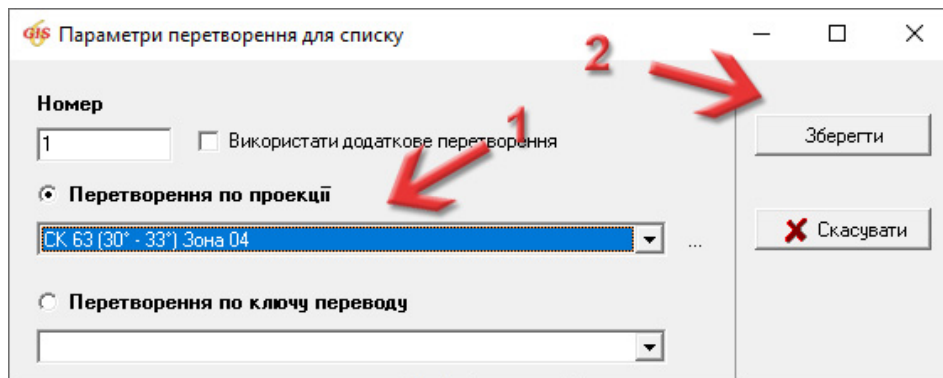 GIS Параметри перетворення для списку
2
Номер
1 Використати додаткове перетворення
1
Зберегти
Перетворення по проекції
СК 63 (30° - 33°) Зона 04
...
Скасувати
Перетворення по ключу переводу